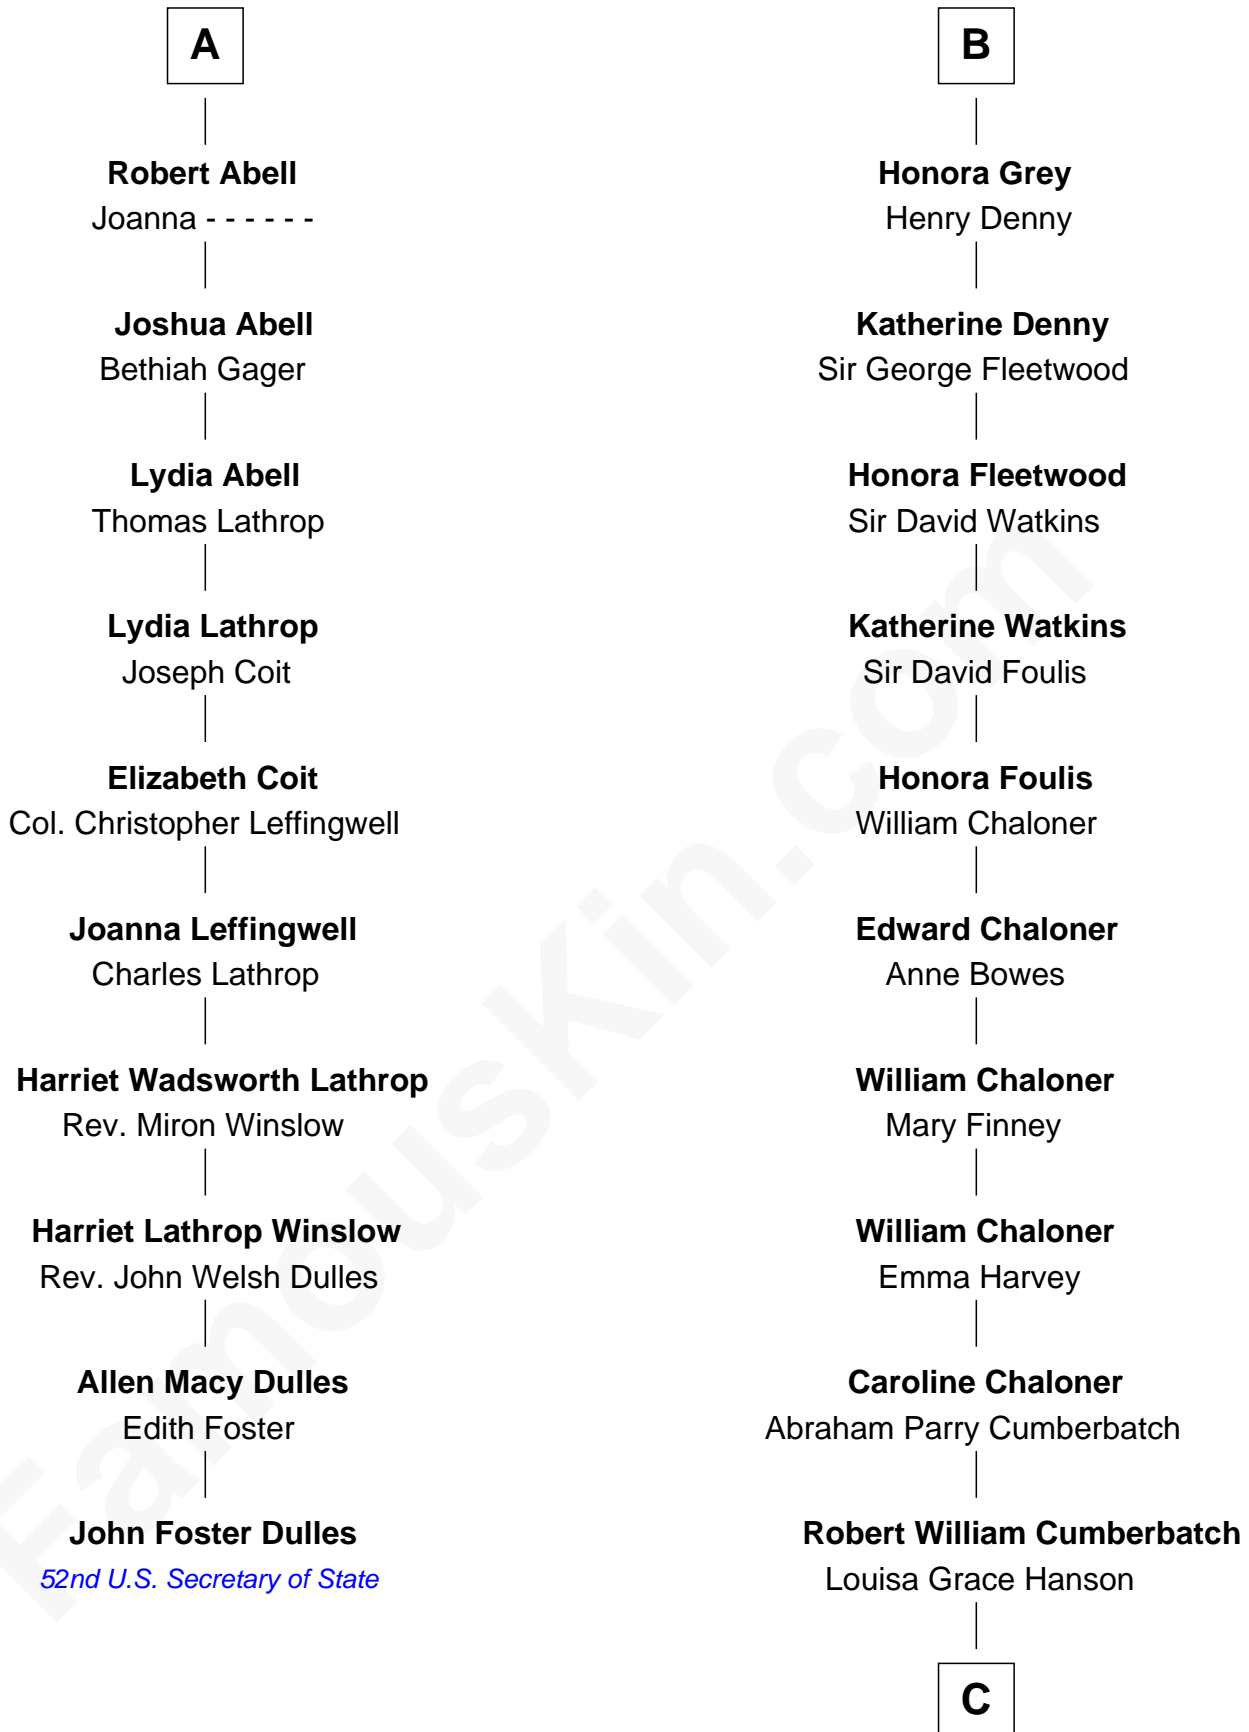 A
Robert Abell
Joanna - - - - - -
Joshua Abell
Bethiah Gager
Lydia Abell
Thomas Lathrop
Lydia Lathrop
Joseph Coit
Elizabeth Coit
Col. Christopher Leffingwell
Joanna Leffingwell
Charles Lathrop
Harriet Wadsworth Lathrop
Rev. Miron Winslow
Harriet Lathrop Winslow
Rev. John Welsh Dulles
Allen Macy Dulles
Edith Foster
John Foster Dulles
52nd U.S. Secretary of State
B
Honora Grey
Henry Denny
Katherine Denny
Sir George Fleetwood
Honora Fleetwood
Sir David Watkins
Katherine Watkins
Sir David Foulis
Honora Foulis
William Chaloner
Edward Chaloner
Anne Bowes
William Chaloner
Mary Finney
William Chaloner
Emma Harvey
Caroline Chaloner
Abraham Parry Cumberbatch
Robert William Cumberbatch
Louisa Grace Hanson
C
FamousKin.com